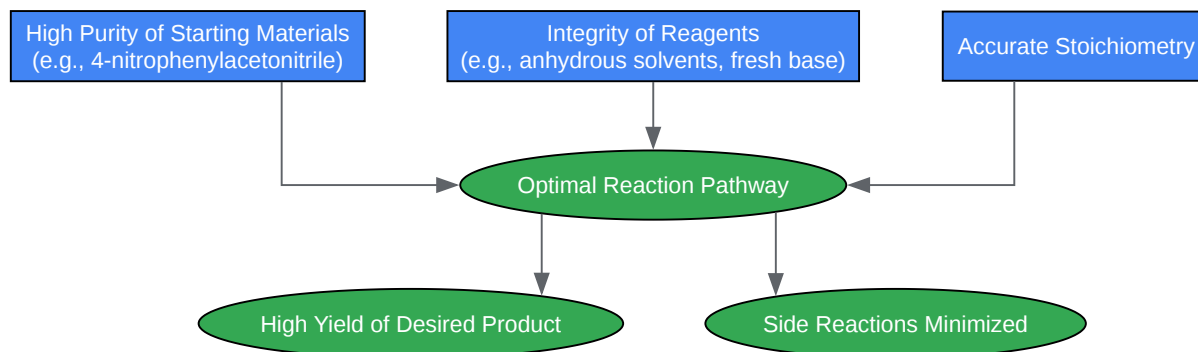 High Purity of Starting Materials
(e.g., 4-nitrophenylacetonitrile)
Integrity of Reagents
(e.g., anhydrous solvents, fresh base)
Accurate Stoichiometry
Optimal Reaction Pathway
High Yield of Desired Product
Side Reactions Minimized